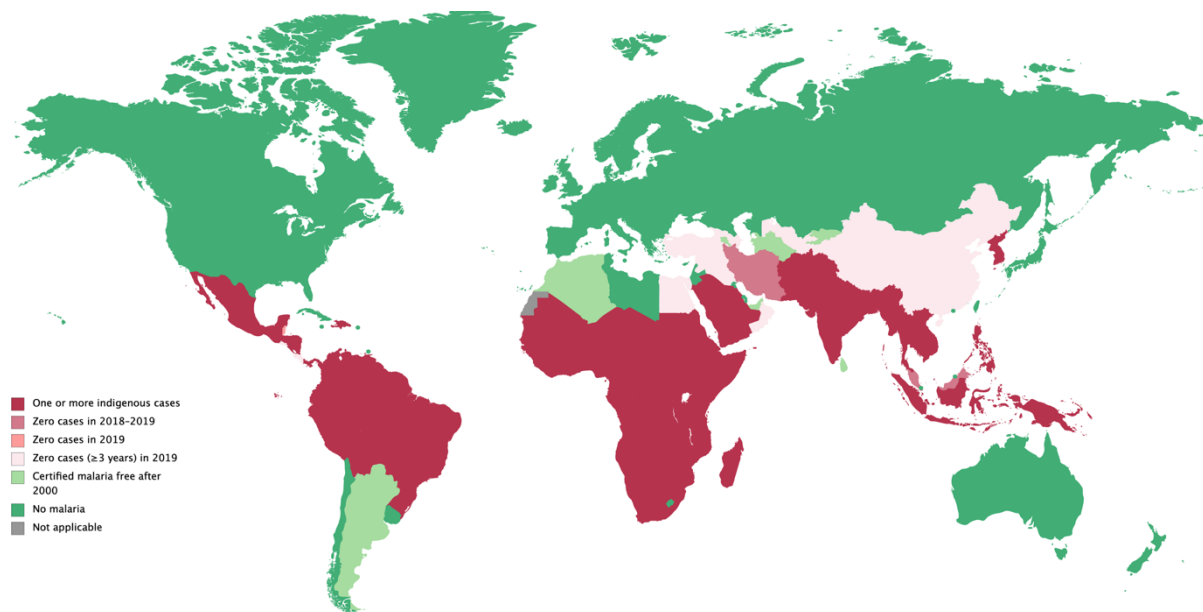 One or more indigenous cases
Zero cases in 2018–2019
Zero cases in 2019
Zero cases (≥3 years) in 2019
Certified malaria free after
2000
No malaria
Not applicable